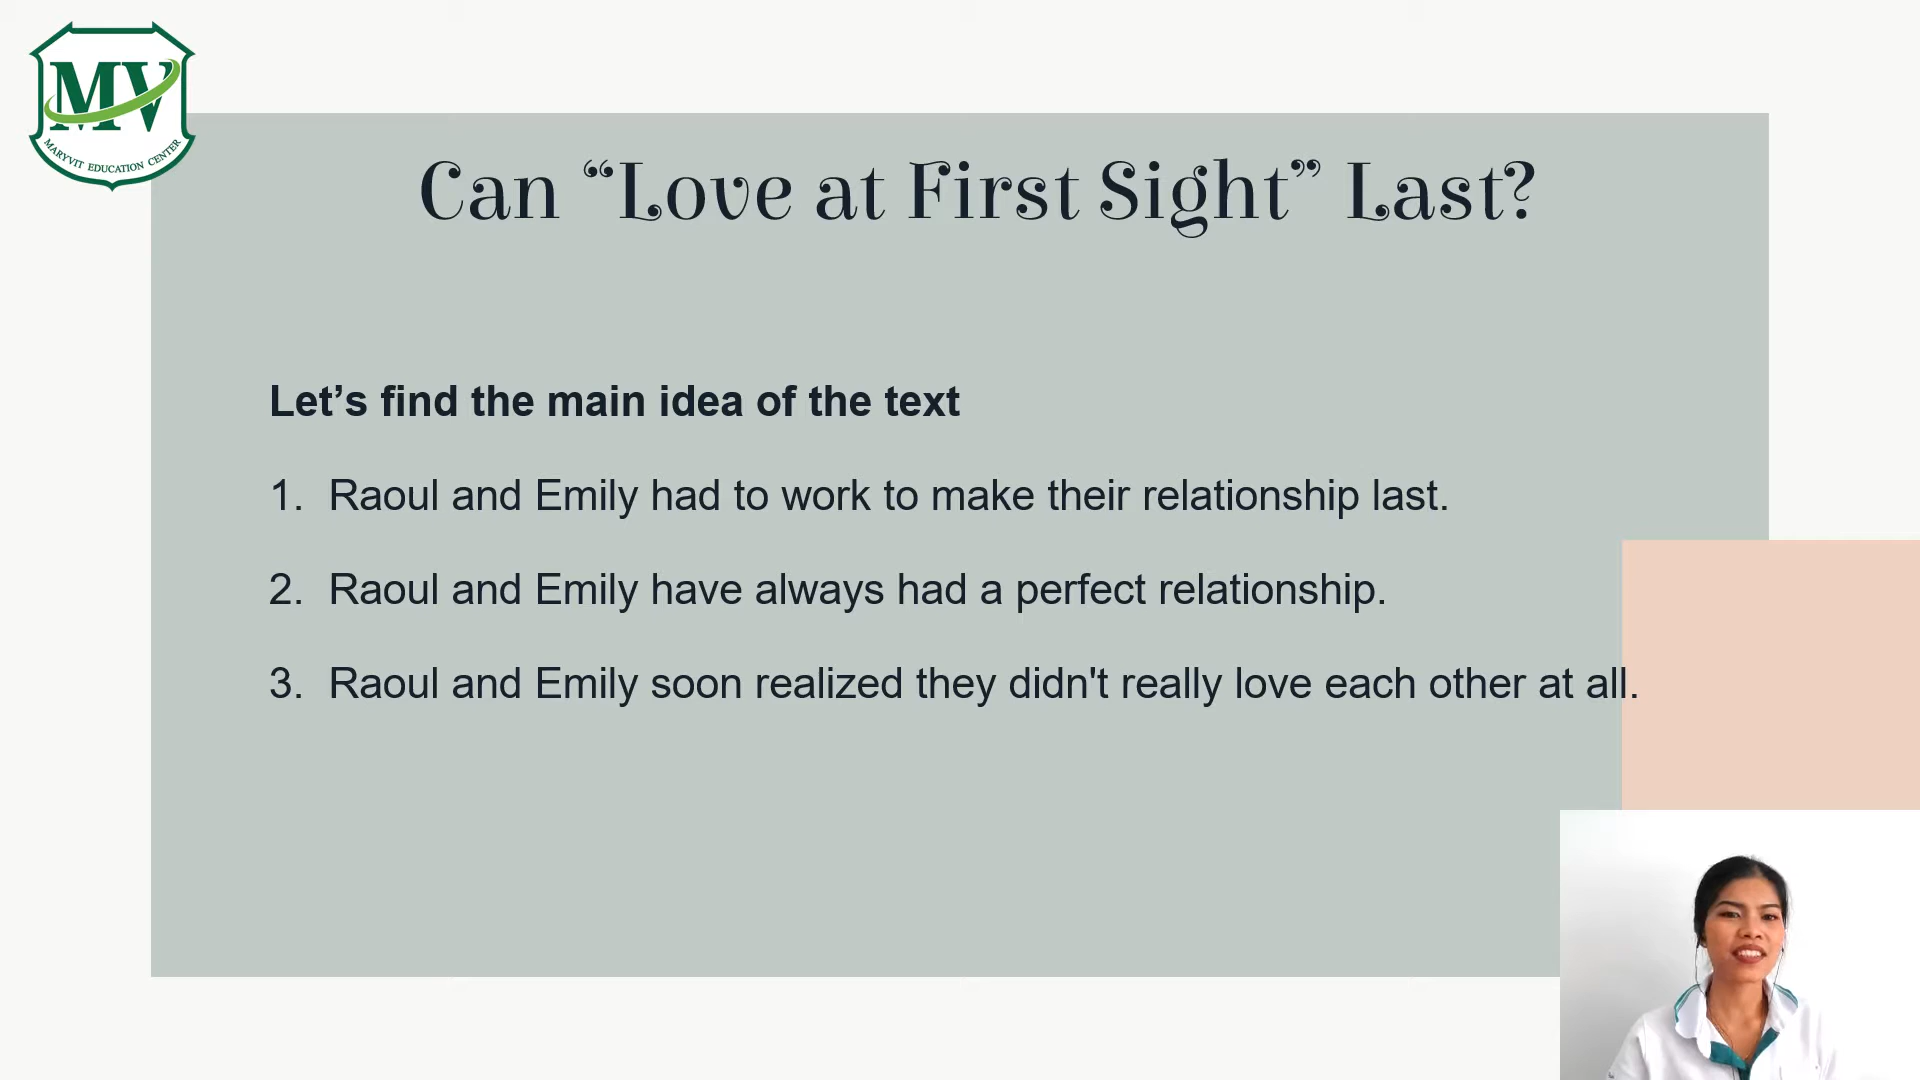 MV
MARYVIT EDUCATION CENTER
Can “Love at First Sight” Last?
Let’s find the main idea of the text
1. Raoul and Emily had to work to make their relationship last.
2. Raoul and Emily have always had a perfect relationship.
3. Raoul and Emily soon realized they didn't really love each other at all.